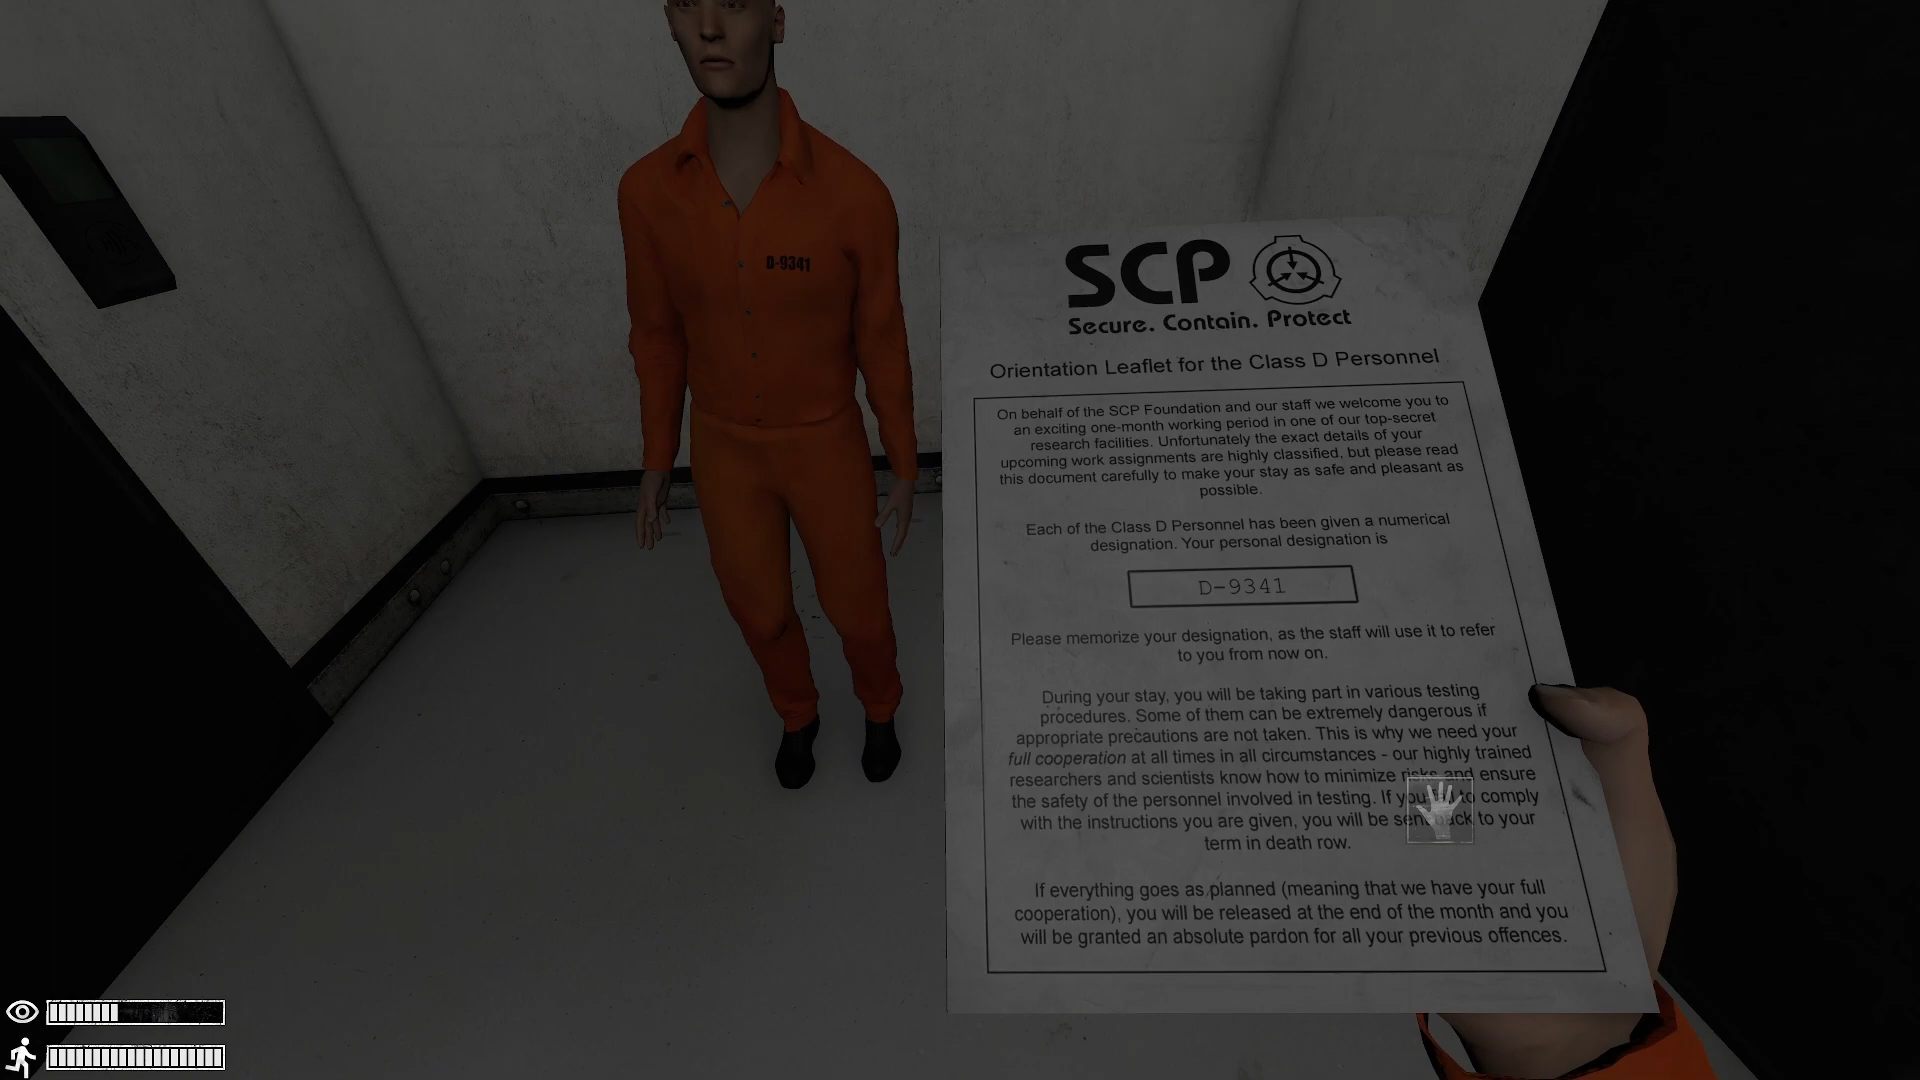 D-9341
SCP
Secure. Contain. Protect
Orientation Leaflet for the Class D Personnel
On behalf of the SCP Foundation and our staff we welcome you to
an exciting one-month working period in one of our top-secret
research facilities. Unfortunately the exact details of your
upcoming work assignments are highly classified, but please read
this document carefully to make your stay as safe and pleasant as
possible.
Each of the Class D Personnel has been given a numerical
designation. Your personal designation is
D-9341
Please memorize your designation, as the staff will use it to refer
to you from now on.
During your stay, you will be taking part in various testing
procedures. Some of them can be extremely dangerous if
appropriate precautions are not taken. This is why we need your
full cooperation at all times in all circumstances - our highly trained
researchers and scientists know how to minimize risks and ensure
the safety of the personnel involved in testing. If you to comply
with the instructions you are given, you will be sent back to your
term in death row.
If everything goes as planned (meaning that we have your full
cooperation), you will be released at the end of the month and you
will be granted an absolute pardon for all your previous offences.